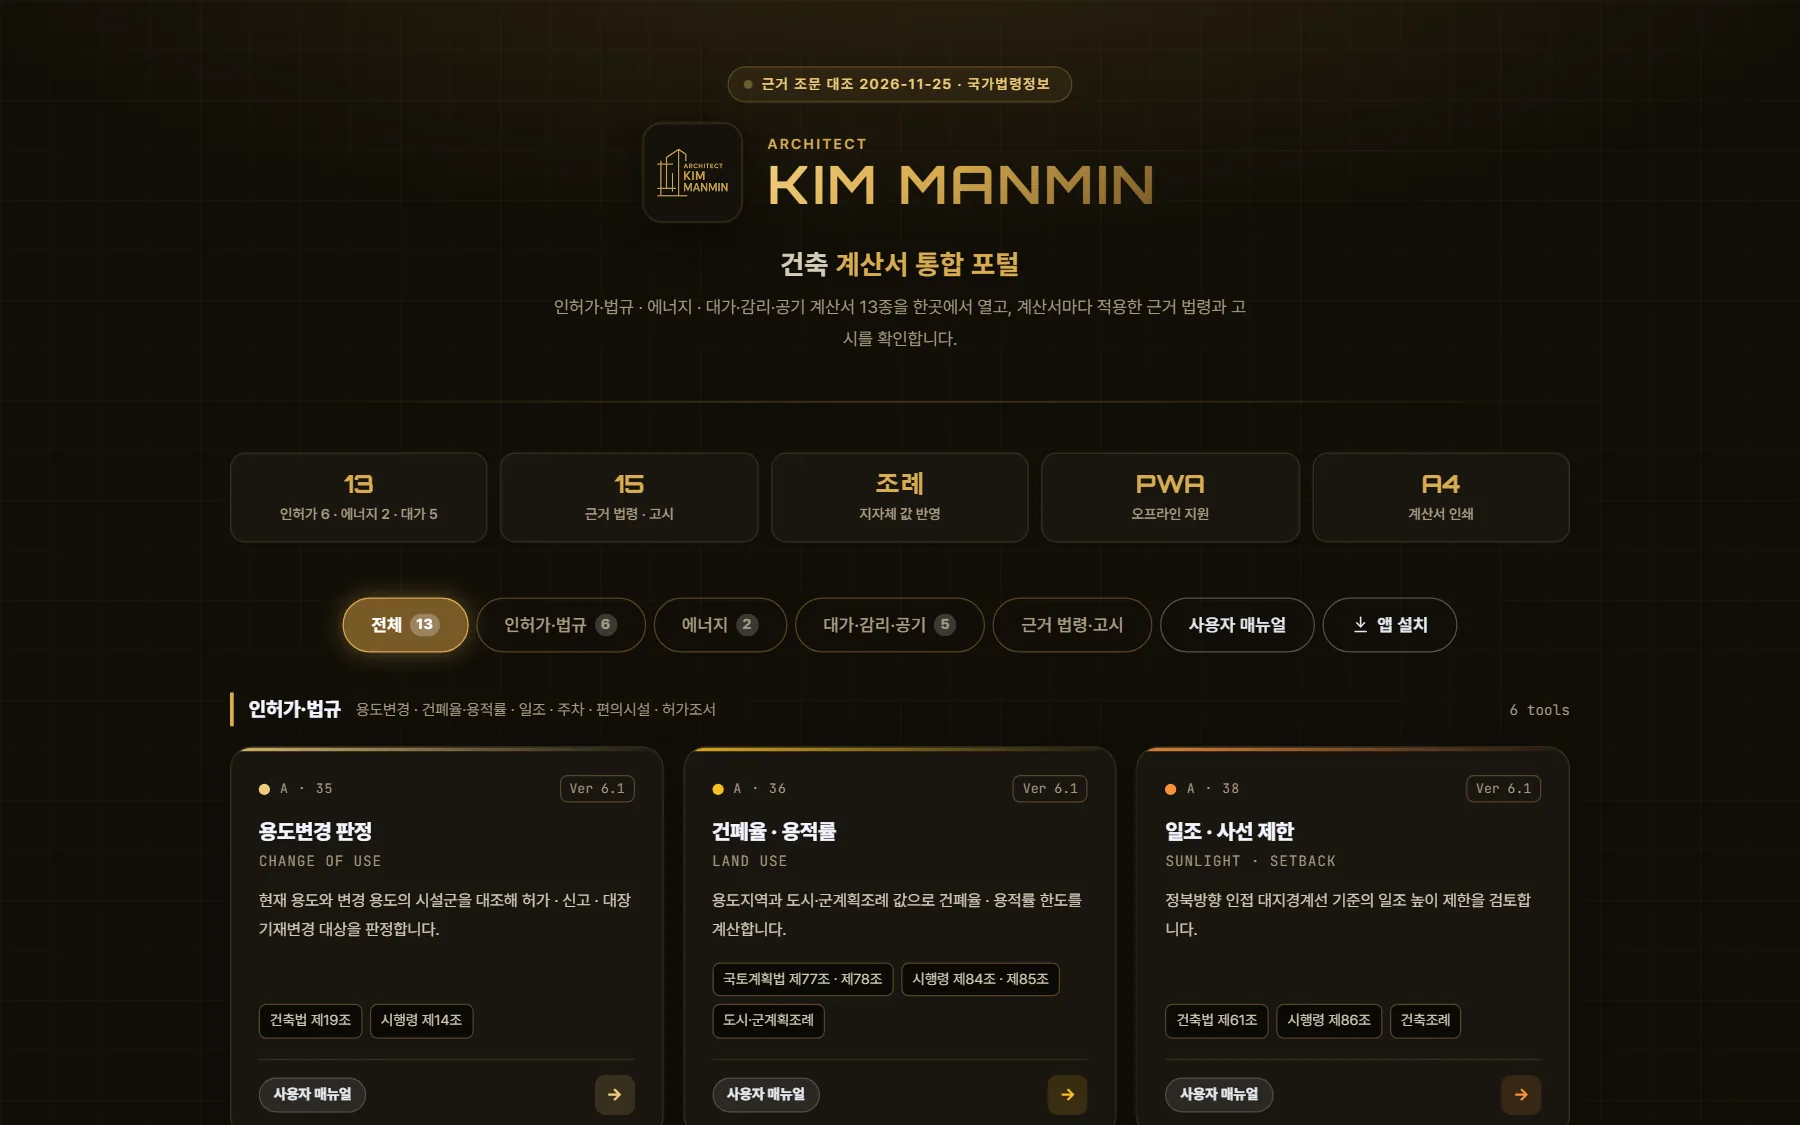 근거 조문 대조 2026-11-25 · 국가법령정보
ARCHITECT
KIM
MANMIN
ARCHITECT
KIM MANMIN
건축 계산서 통합 포털
인허가·법규 · 에너지 · 대가·감리·공기 계산서 13종을 한곳에서 열고, 계산서마다 적용한 근거 법령과 고
시를 확인합니다.
13
인허가 6 · 에너지 2 · 대가 5
15
근거 법령 · 고시
조례
지자체 값 반영
PWA
오프라인 지원
A4
계산서 인쇄
전체 13
인허가·법규 6
에너지 2
대가·감리·공기 5
근거 법령·고시
사용자 매뉴얼
앱 설치
인허가·법규 용도변경 · 건폐율·용적률 · 일조 · 주차 · 편의시설 · 허가조서
6 tools
A · 35
Ver 6.1
용도변경 판정
CHANGE OF USE
현재 용도와 변경 용도의 시설군을 대조해 허가 · 신고 · 대장
기재변경 대상을 판정합니다.
건축법 제19조
시행령 제14조
사용자 매뉴얼
A · 36
Ver 6.1
건폐율 · 용적률
LAND USE
용도지역과 도시·군계획조례 값으로 건폐율 · 용적률 한도를
계산합니다.
국토계획법 제77조 · 제78조
시행령 제84조 · 제85조
도시·군계획조례
사용자 매뉴얼
A · 38
Ver 6.1
일조 · 사선 제한
SUNLIGHT · SETBACK
정북방향 인접 대지경계선 기준의 일조 높이 제한을 검토합
니다.
건축법 제61조
시행령 제86조
건축조례
사용자 매뉴얼